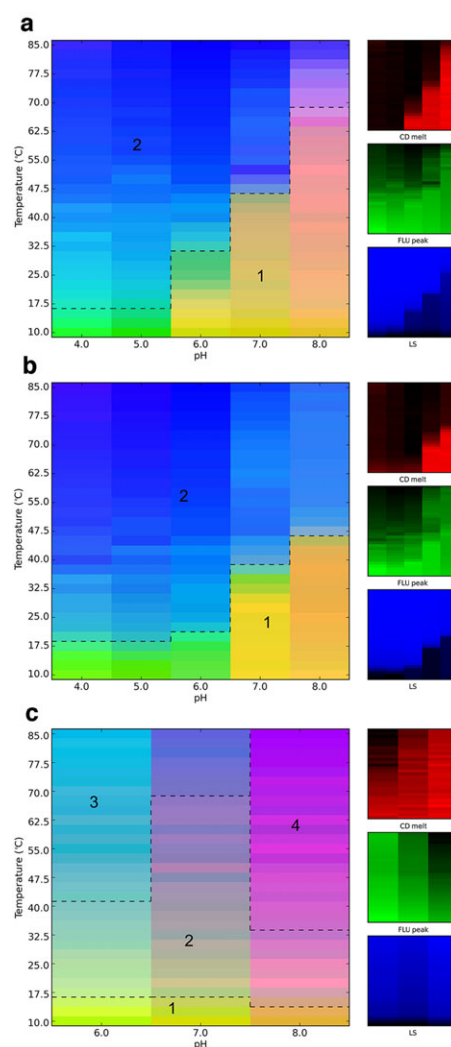 a
Temperature (°C)
86.0
77.5
70.0
62.5
55.0
47.5
40.0
32.5
25.0
17.5
10.0
2
1
4.0 5.0 6.0 7.0 8.0
pH
CD melt
FLU peak
LS
b
Temperature (°C)
85.0
77.5
70.0
62.5
55.0
47.5
40.0
32.5
25.0
17.5
10.0
2
1
4.0 5.0 6.0 7.0 8.0
pH
CD melt
FLU peak
LS
c
Temperature (°C)
85.0
77.5
70.0
62.5
55.0
47.5
40.0
32.5
25.0
17.5
10.0
3
4
2
1
6.0 7.0 8.0
pH
CD melt
FLU peak
LS